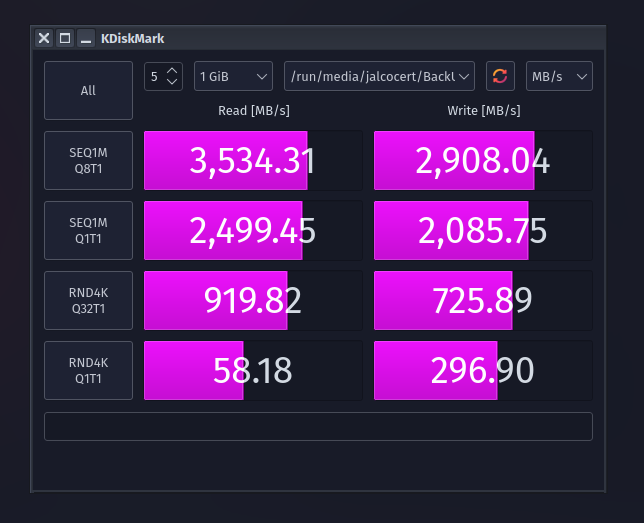 KDiskMark
All
5
1 GiB
/run/media/jalcocert/Backl
MB/s
Read [MB/s]
Write [MB/s]
SEQ1M
Q8T1
3,534.31
2,908.04
SEQ1M
Q1T1
2,499.45
2,085.75
RND4K
Q32T1
919.82
725.89
RND4K
Q1T1
58.18
296.90